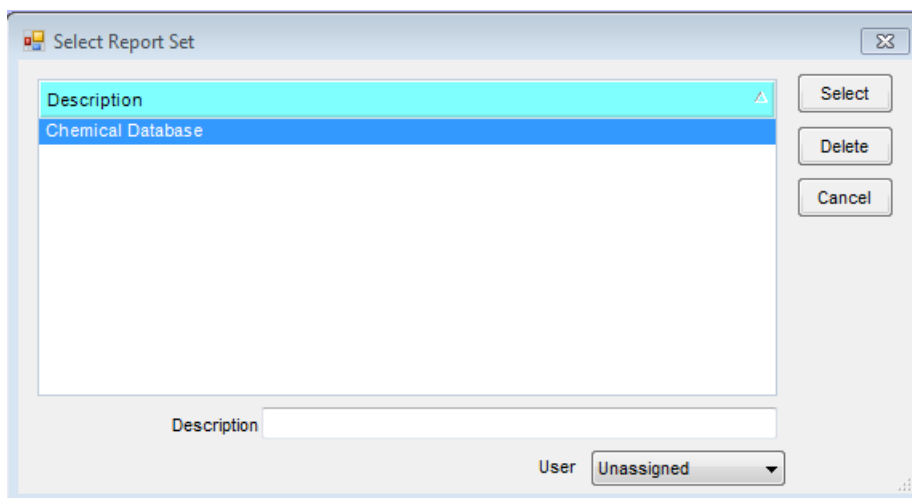 Select Report Set
Description
Chemical Database
Select
Delete
Cancel
Description
User Unassigned